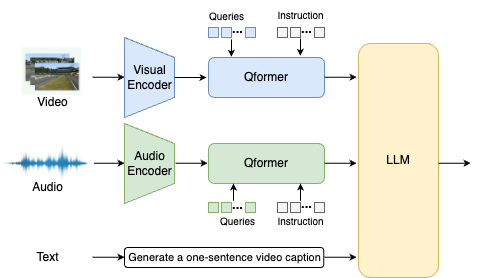 Queries
Instruction
Visual
Encoder
Qformer
Video
Audio
Encoder
Qformer
LLM
Audio
Queries
Instruction
Text
Generate a one-sentence video caption